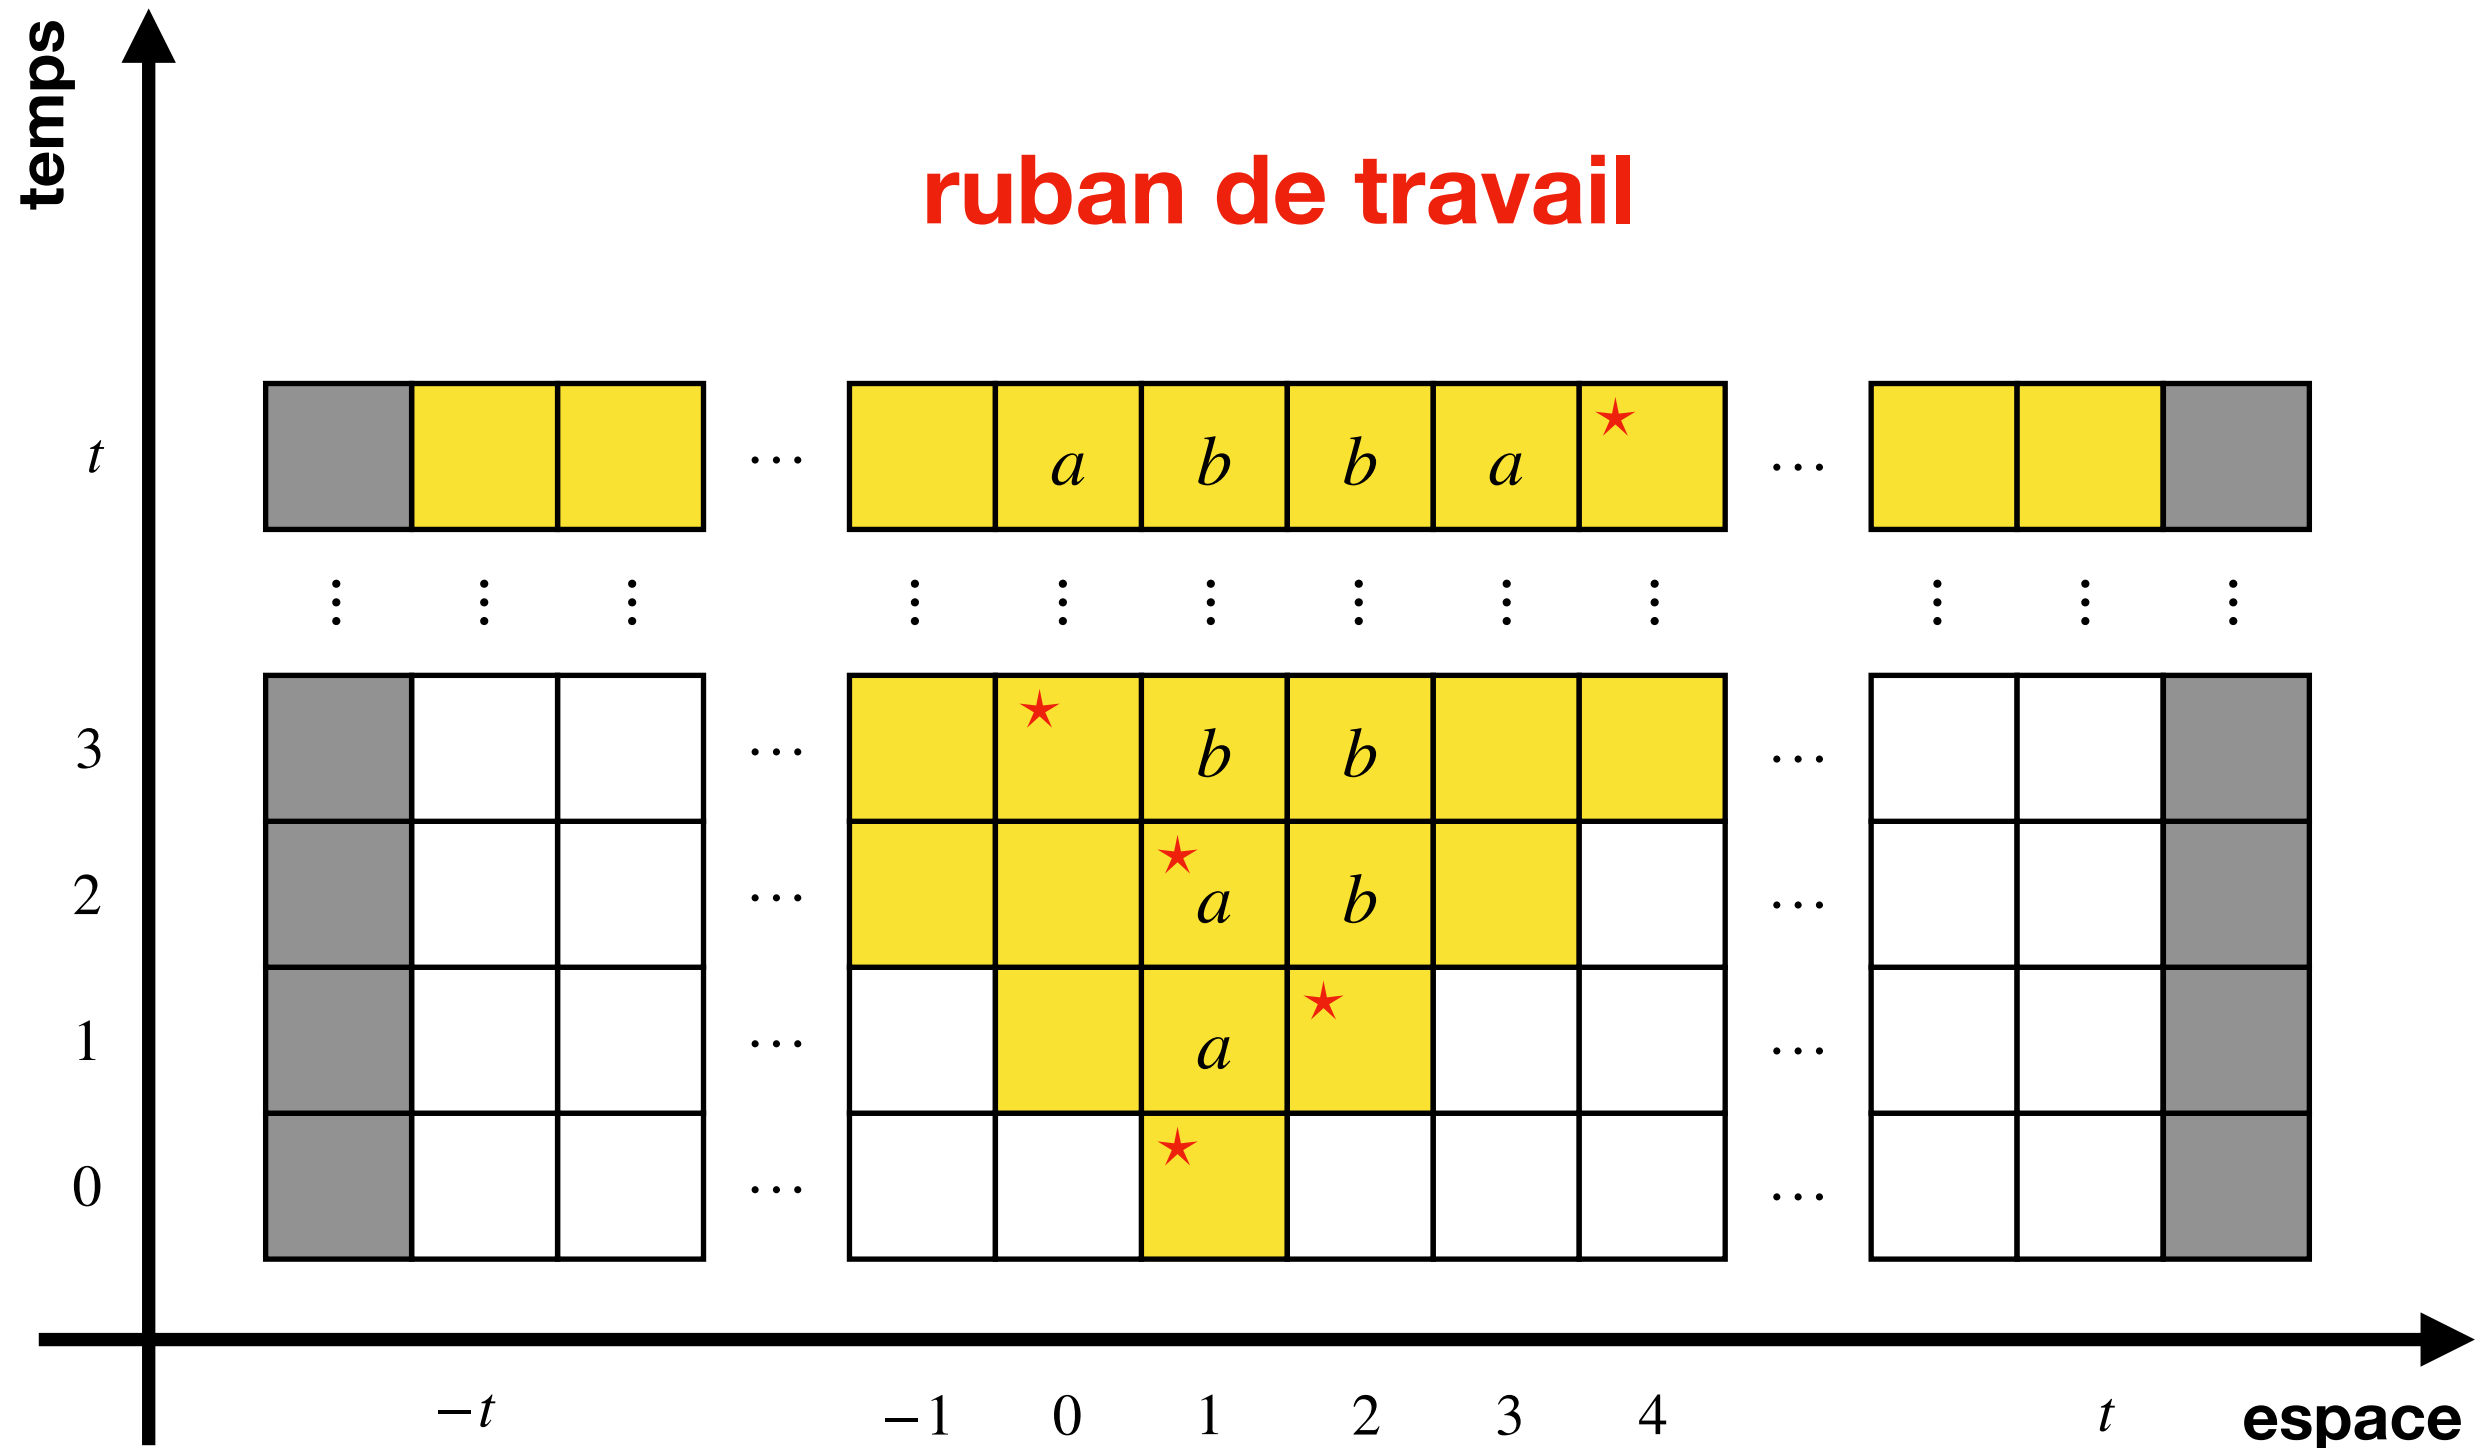 temps
ruban de travail
t ... a b b a ★ ...
⋮ ⋮ ⋮ ⋮ ⋮ ⋮ ⋮ ⋮ ⋮ ⋮ ⋮ ⋮
3 ... ★ b b ...
2 ... ★ a b ...
1 ... a ★ ...
0 ... ★ ...
−t −1 0 1 2 3 4 t espace